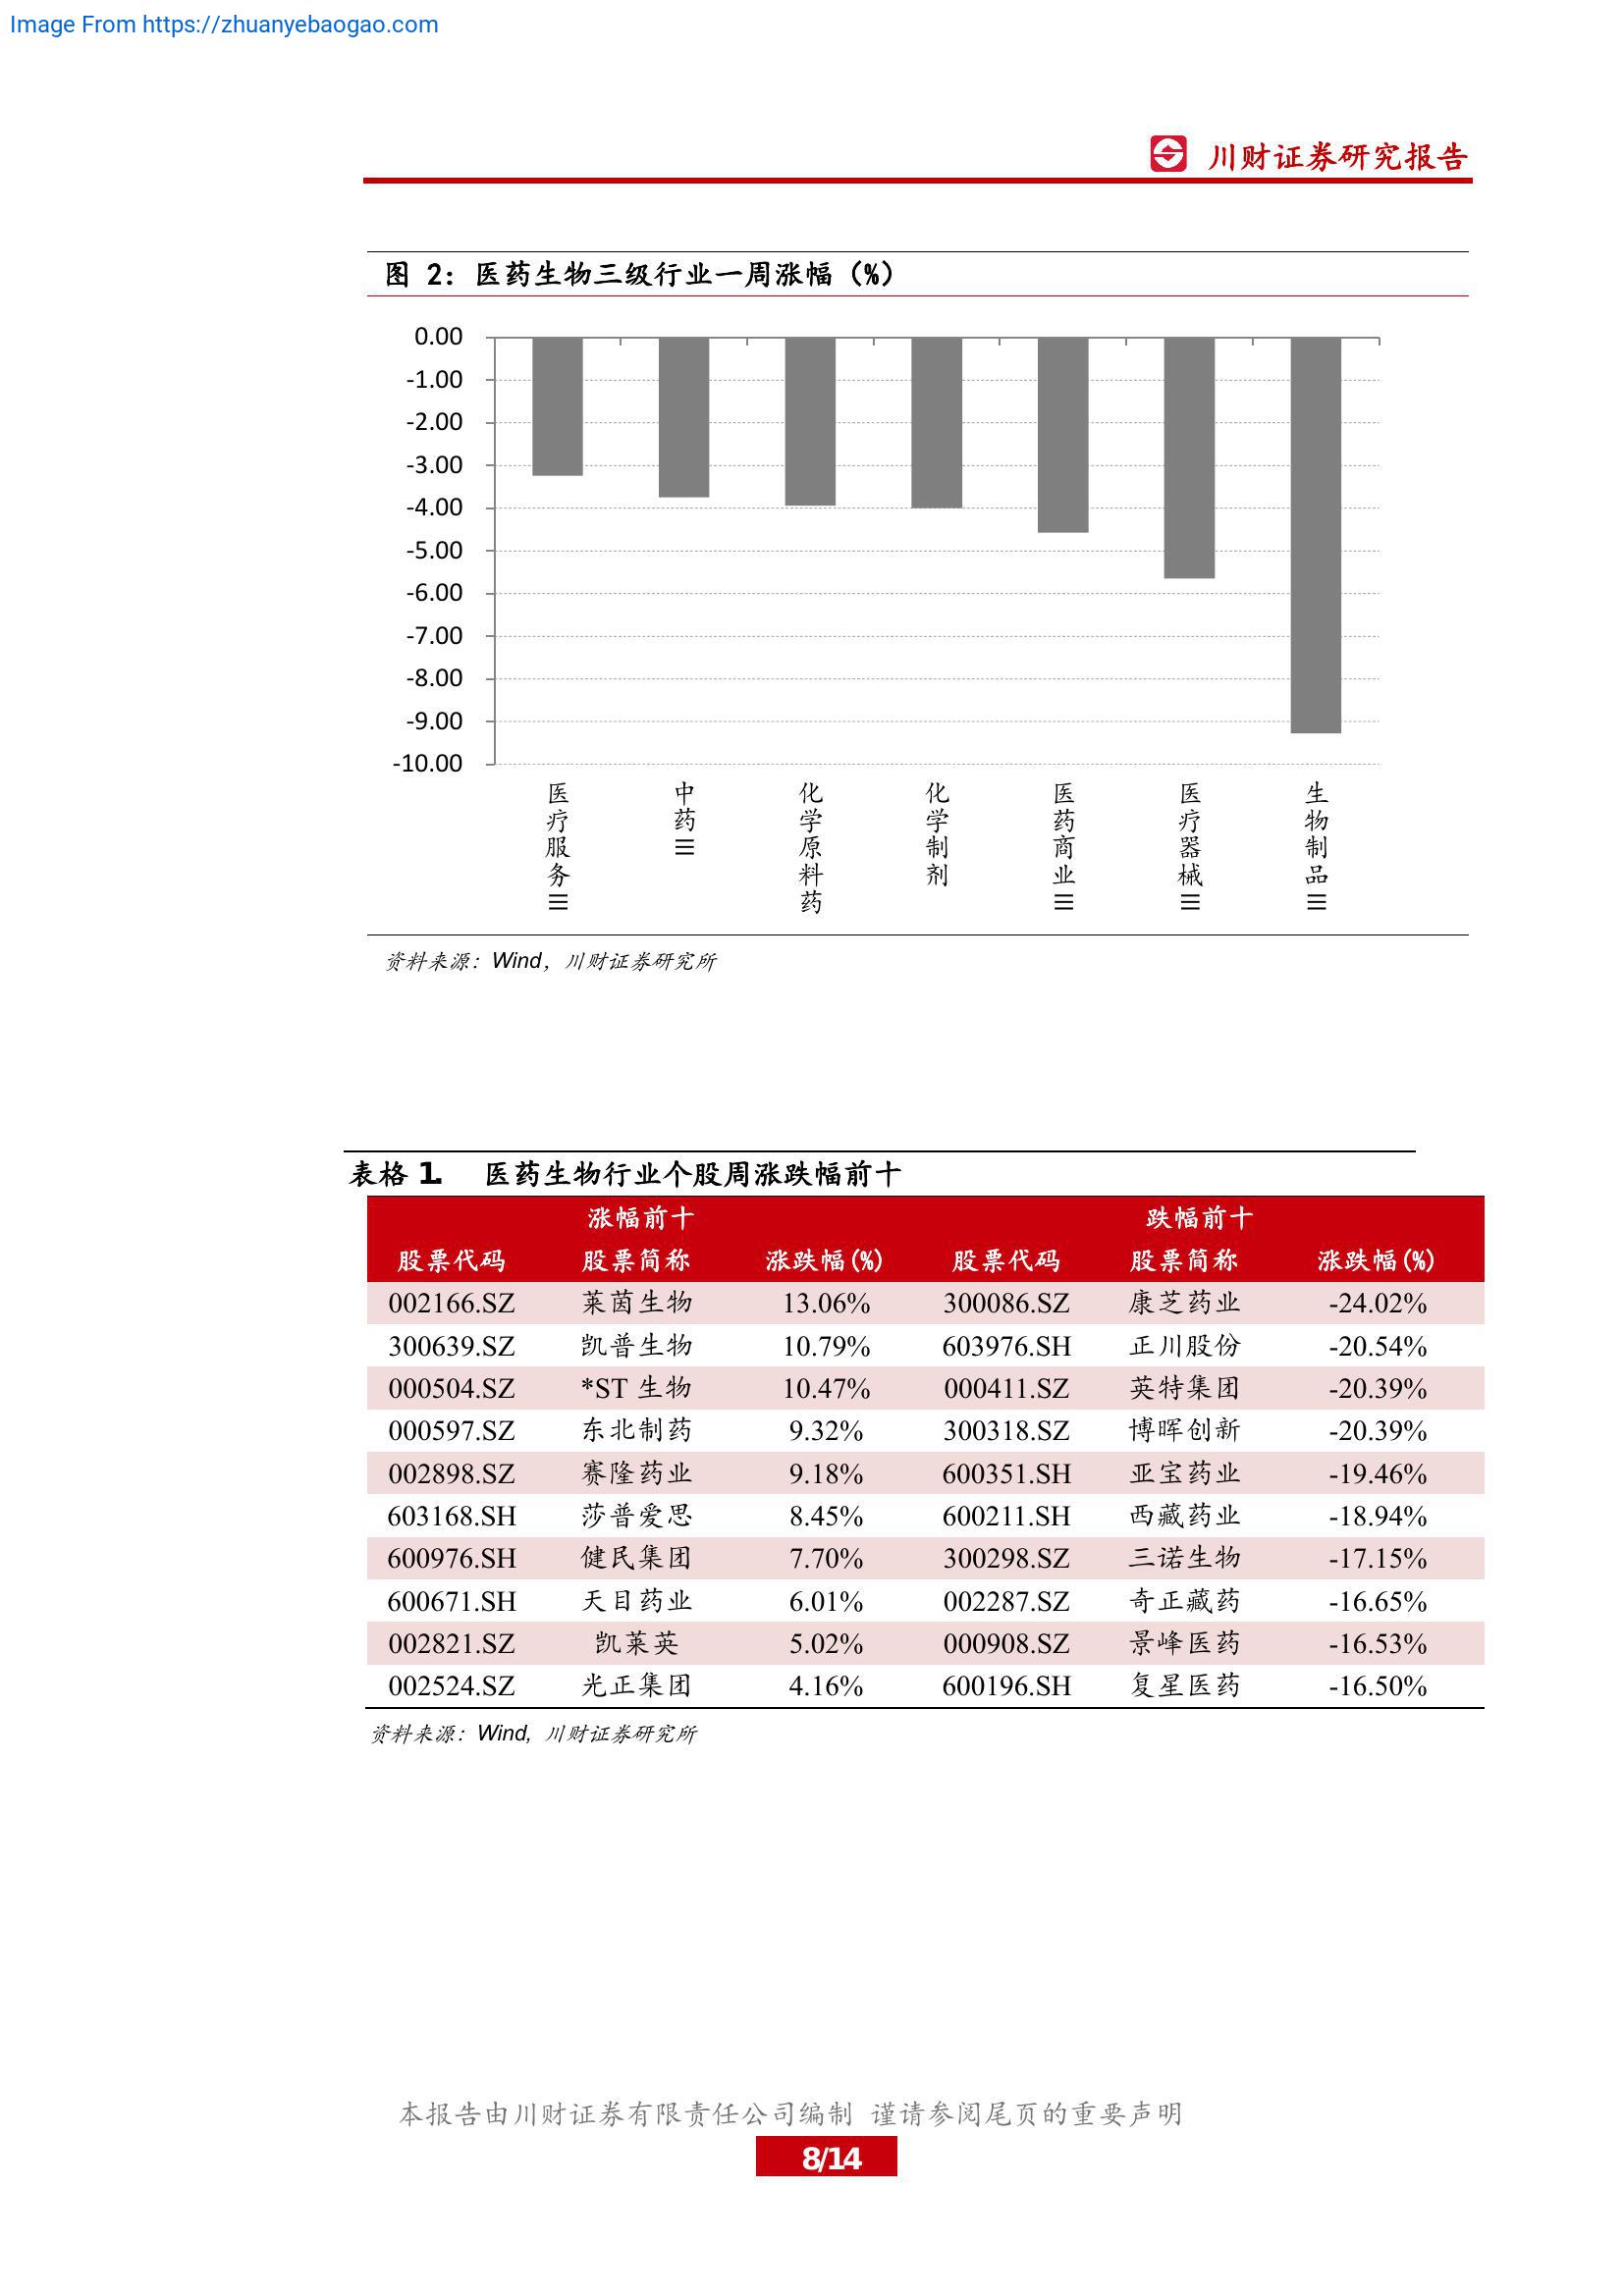 Image From https://zhuanyebaogao.com
川财证券研究报告
图 2：医药生物三级行业一周涨幅（%）
0.00
-1.00
-2.00
-3.00
-4.00
-5.00
-6.00
-7.00
-8.00
-9.00
-10.00
医疗服务Ⅲ
中药Ⅲ
化学原料药
化学制剂
医药商业Ⅲ
医疗器械Ⅲ
生物制品Ⅲ
资料来源：Wind，川财证券研究所
表格 1. 医药生物行业个股周涨跌幅前十
涨幅前十 跌幅前十
股票代码 股票简称 涨跌幅(%) 股票代码 股票简称 涨跌幅(%)
002166.SZ 莱茵生物 13.06% 300086.SZ 康芝药业 -24.02%
300639.SZ 凯普生物 10.79% 603976.SH 正川股份 -20.54%
000504.SZ *ST 生物 10.47% 000411.SZ 英特集团 -20.39%
000597.SZ 东北制药 9.32% 300318.SZ 博晖创新 -20.39%
002898.SZ 赛隆药业 9.18% 600351.SH 亚宝药业 -19.46%
603168.SH 莎普爱思 8.45% 600211.SH 西藏药业 -18.94%
600976.SH 健民集团 7.70% 300298.SZ 三诺生物 -17.15%
600671.SH 天目药业 6.01% 002287.SZ 奇正藏药 -16.65%
002821.SZ 凯莱英 5.02% 000908.SZ 景峰医药 -16.53%
002524.SZ 光正集团 4.16% 600196.SH 复星医药 -16.50%
资料来源：Wind, 川财证券研究所
本报告由川财证券有限责任公司编制 谨请参阅尾页的重要声明
8/14